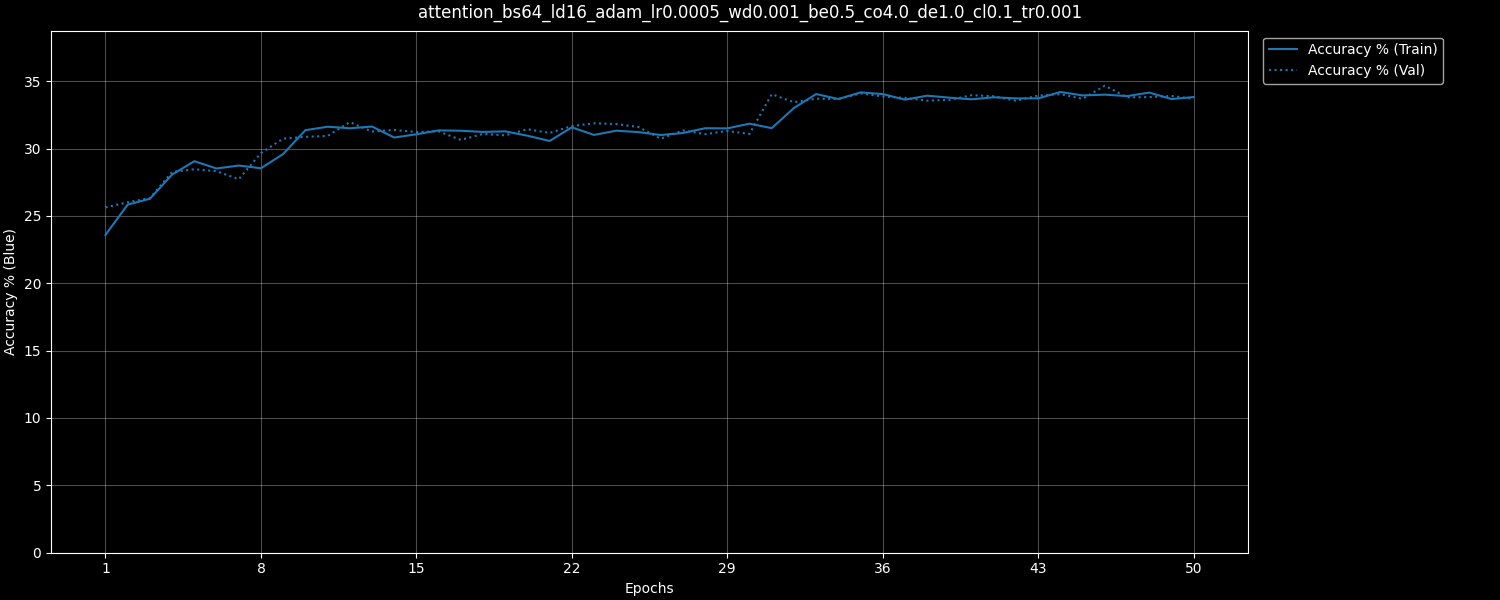 attention_bs64_ld16_adam_lr0.0005_wd0.001_be0.5_co4.0_de1.0_cl0.1_tr0.001
Accuracy % (Train)
Accuracy % (Val)
Accuracy % (Blue)
35
30
25
20
15
10
5
0
1 8 15 22 29 36 43 50
Epochs